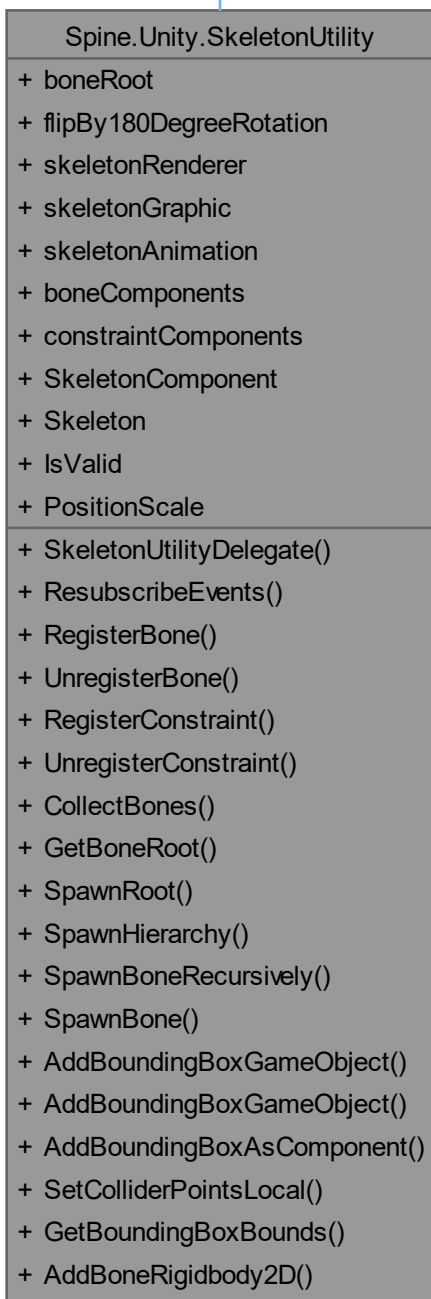 Spine.Unity.SkeletonUtility
+ boneRoot
+ flipBy180DegreeRotation
+ skeletonRenderer
+ skeletonGraphic
+ skeletonAnimation
+ boneComponents
+ constraintComponents
+ SkeletonComponent
+ Skeleton
+ IsValid
+ PositionScale
+ SkeletonUtilityDelegate()
+ ResubscribeEvents()
+ RegisterBone()
+ UnregisterBone()
+ RegisterConstraint()
+ UnregisterConstraint()
+ CollectBones()
+ GetBoneRoot()
+ SpawnRoot()
+ SpawnHierarchy()
+ SpawnBoneRecursively()
+ SpawnBone()
+ AddBoundingBoxGameObject()
+ AddBoundingBoxGameObject()
+ AddBoundingBoxAsComponent()
+ SetColliderPointsLocal()
+ GetBoundingBoxBounds()
+ AddBoneRigidbody2D()